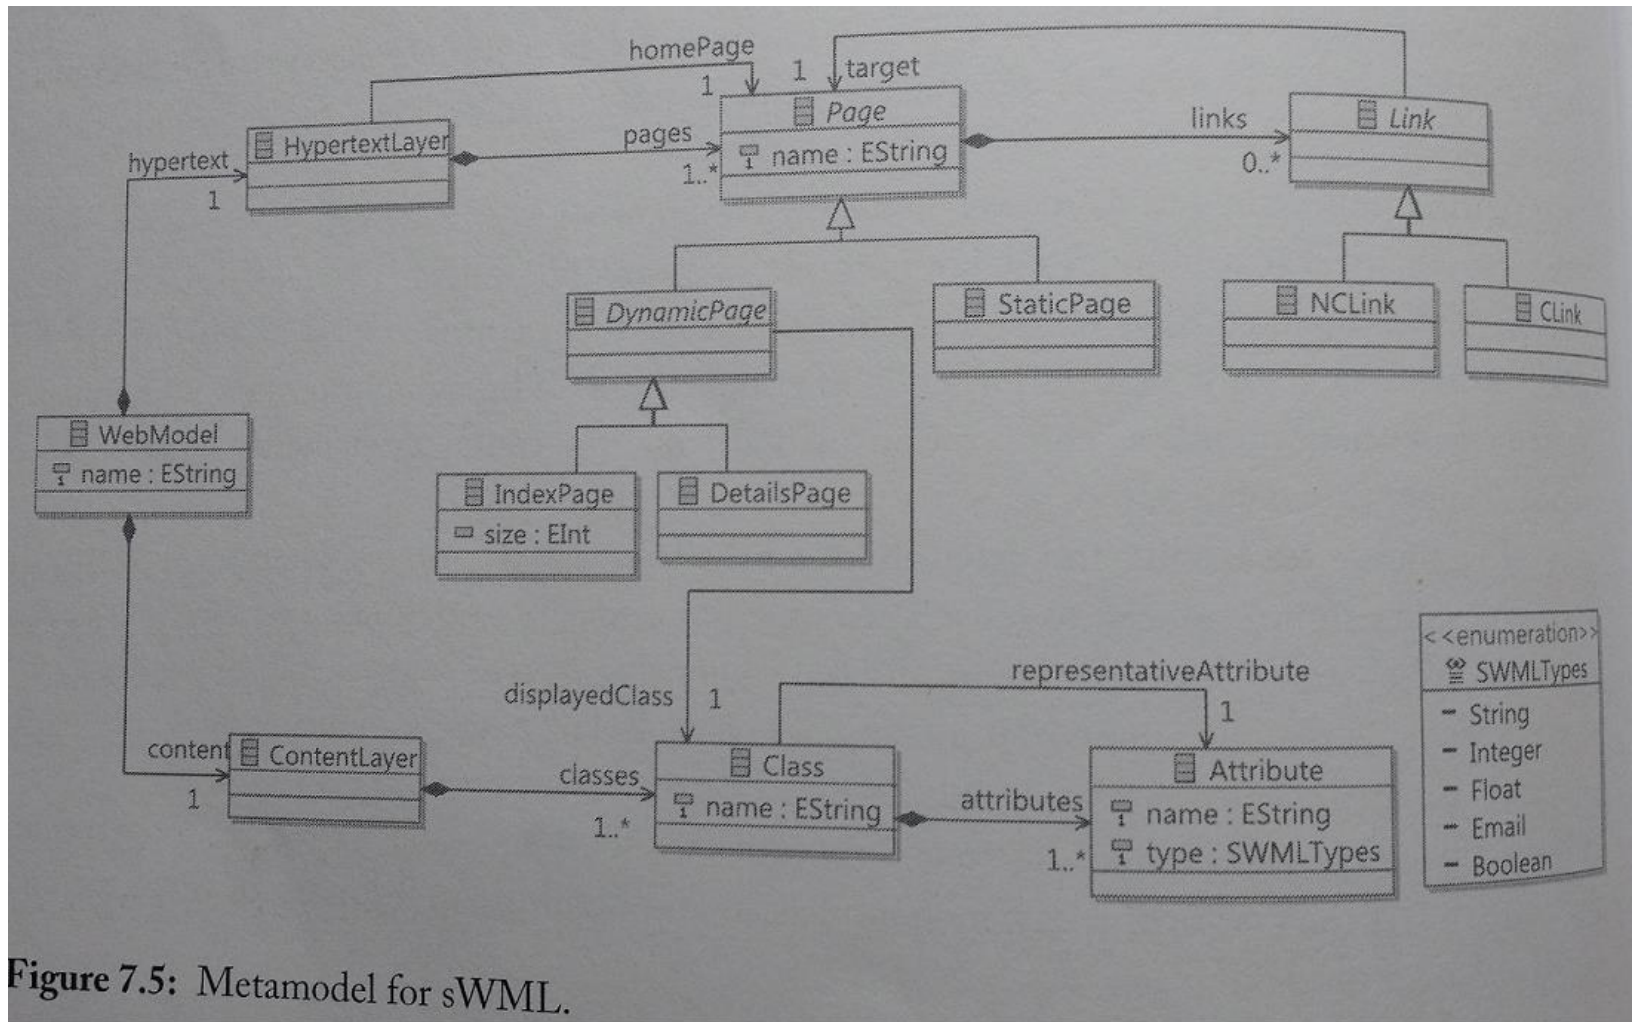 homePage
1
1
target
Page
name : EString
links
0..*
Link
HypertextLayer
pages
1..*
hypertext
1
DynamicPage
StaticPage
NCLink
CLink
WebModel
name : EString
IndexPage
size : EInt
DetailsPage
<<enumeration>>
SWMLTypes
- String
- Integer
- Float
- Email
- Boolean
representativeAttribute
1
displayedClass
1
content
1
ContentLayer
classes
1..*
Class
name : EString
attributes
1..*
Attribute
name : EString
type : SWMLTypes
Figure 7.5: Metamodel for sWML.